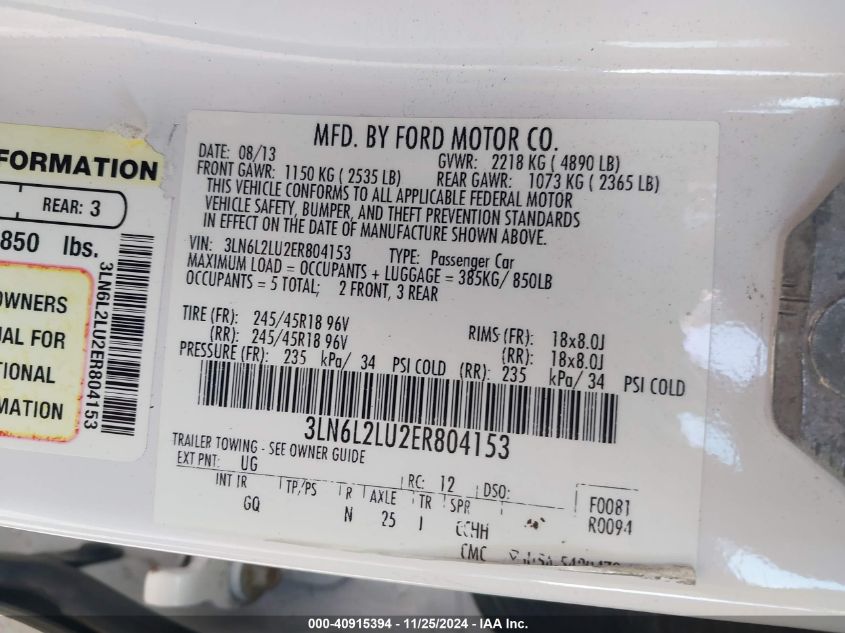 FORMATION
REAR: 3
850 lbs.
OWNERS
UAL FOR
TIONAL
RMATION
3LN6L2LU2ER804153
MFD. BY FORD MOTOR CO.
DATE: 08/13 GVWR: 2218 KG ( 4890 LB)
FRONT GAWR: 1150 KG ( 2535 LB) REAR GAWR: 1073 KG ( 2365 LB)
THIS VEHICLE CONFORMS TO ALL APPLICABLE FEDERAL MOTOR
VEHICLE SAFETY, BUMPER, AND THEFT PREVENTION STANDARDS
IN EFFECT ON THE DATE OF MANUFACTURE SHOWN ABOVE.
VIN: 3LN6L2LU2ER804153 TYPE: Passenger Car
MAXIMUM LOAD = OCCUPANTS + LUGGAGE = 385KG/ 850LB
OCCUPANTS = 5 TOTAL; 2 FRONT, 3 REAR
TIRE (FR): 245/45R18 96V RIMS (FR): 18x8.0J
(RR): 245/45R18 96V (RR): 18x8.0J
PRESSURE (FR): 235 kPa/ 34 PSI COLD (RR): 235 kPa/ 34 PSI COLD
3LN6L2LU2ER804153
TRAILER TOWING - SEE OWNER GUIDE
EXT PNT: UG RC: 12 DSO: F0081
INT TR TP/PS R AXLE TR SPR R0094
GQ N 25 I CCHH
CMC
000-40915394 - 11/25/2024 - IAA Inc.